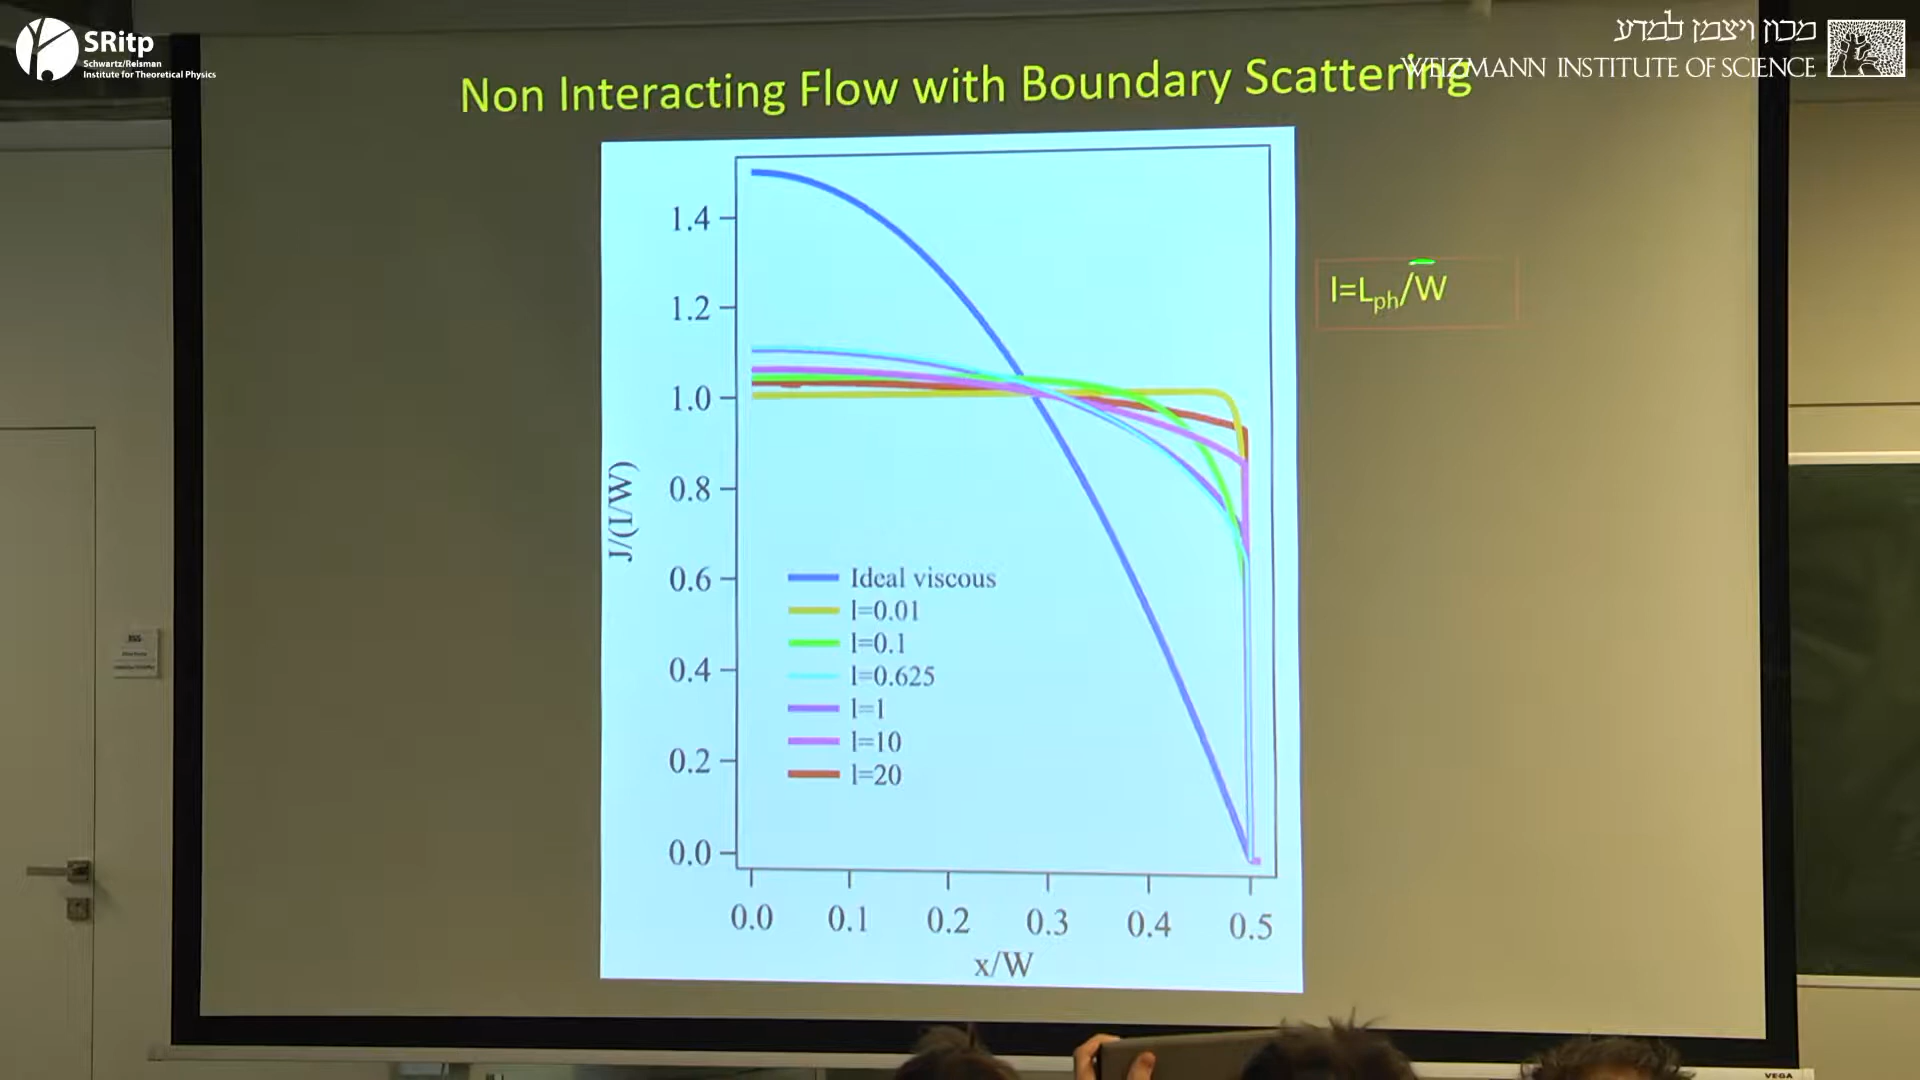 SRitp
Schwartz/Reisman
Institute for Theoretical Physics
מכון ויצמן למדע
WEIZMANN INSTITUTE OF SCIENCE
Non Interacting Flow with Boundary Scattering
l=Lph/W
J/(I/W)
1.4
1.2
1.0
0.8
0.6
0.4
0.2
0.0
Ideal viscous
l=0.01
l=0.1
l=0.625
l=1
l=10
l=20
0.0 0.1 0.2 0.3 0.4 0.5
x/W
VEGA